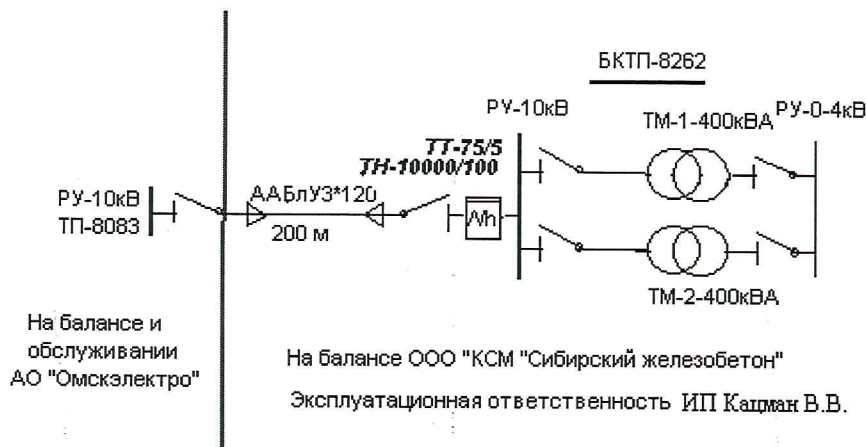 БКТП-8262
РУ-10кВ
ТМ-1-400кВА
РУ-0-4кВ
ТТ-75/5
ТН-10000/100
РУ-10кВ
ТП-8083
ААБлУ3*120
200 м
A/h
ТМ-2-400кВА
На балансе и
обслуживании
АО "Омскэлектро"
На балансе ООО "КСМ "Сибирский железобетон"
Эксплуатационная ответственность ИП Кацман В.В.